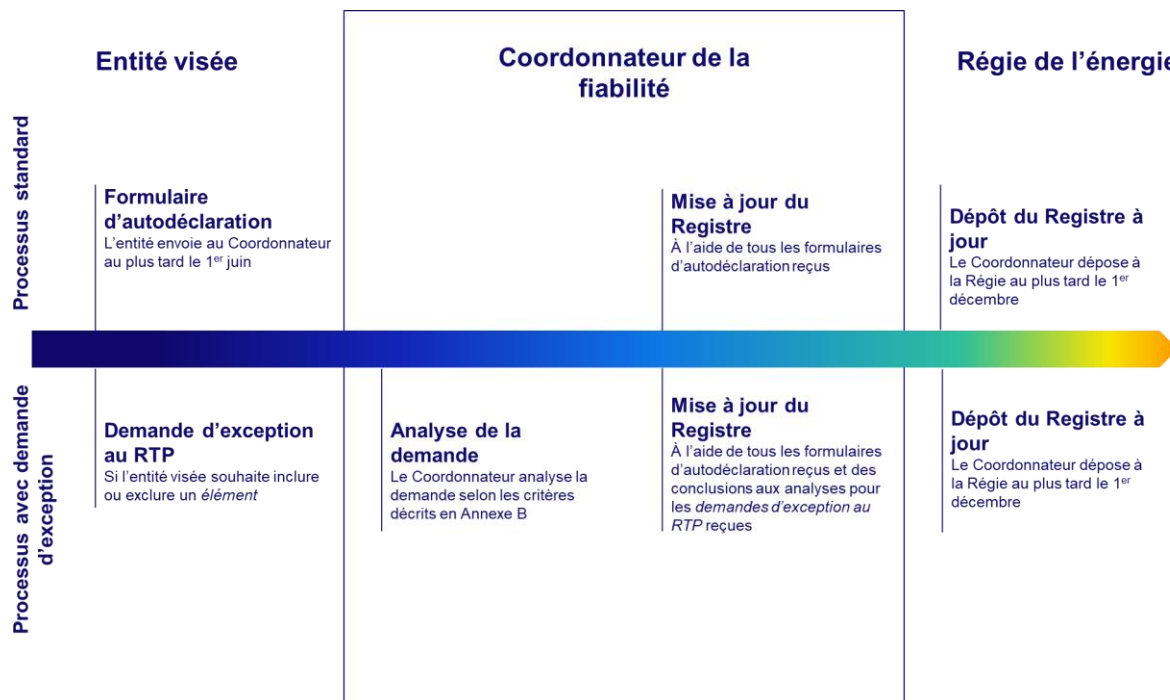 Entité visée
Coordonnateur de la
fiabilité
Régie de l'énergie
Processus standard
Formulaire
d'autodéclaration
L'entité envoie au Coordonnateur
au plus tard le 1er juin
Mise à jour du
Registre
À l'aide de tous les formulaires
d'autodéclaration reçus
Dépôt du Registre à
jour
Le Coordonnateur dépose à
la Régie au plus tard le 1er
décembre
Processus avec demande
d'exception
Demande d'exception
au RTP
Si l'entité visée souhaite inclure
ou exclure un élément
Analyse de la
demande
Le Coordonnateur analyse la
demande selon les critères
décrits en Annexe B
Mise à jour du
Registre
À l'aide de tous les formulaires
d'autodéclaration reçus et des
conclusions aux analyses pour
les demandes d'exception au
RTP reçues
Dépôt du Registre à
jour
Le Coordonnateur dépose à
la Régie au plus tard le 1er
décembre